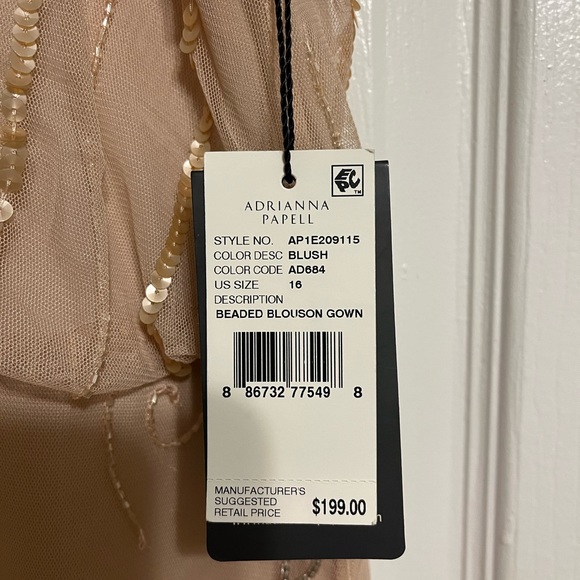 EPC™
ADRIANNA
PAPELL
STYLE NO. AP1E209115
COLOR DESC BLUSH
COLOR CODE AD684
US SIZE 16
DESCRIPTION
BEADED BLOUSON GOWN
8 86732 77549 8
MANUFACTURER'S
SUGGESTED
RETAIL PRICE $199.00